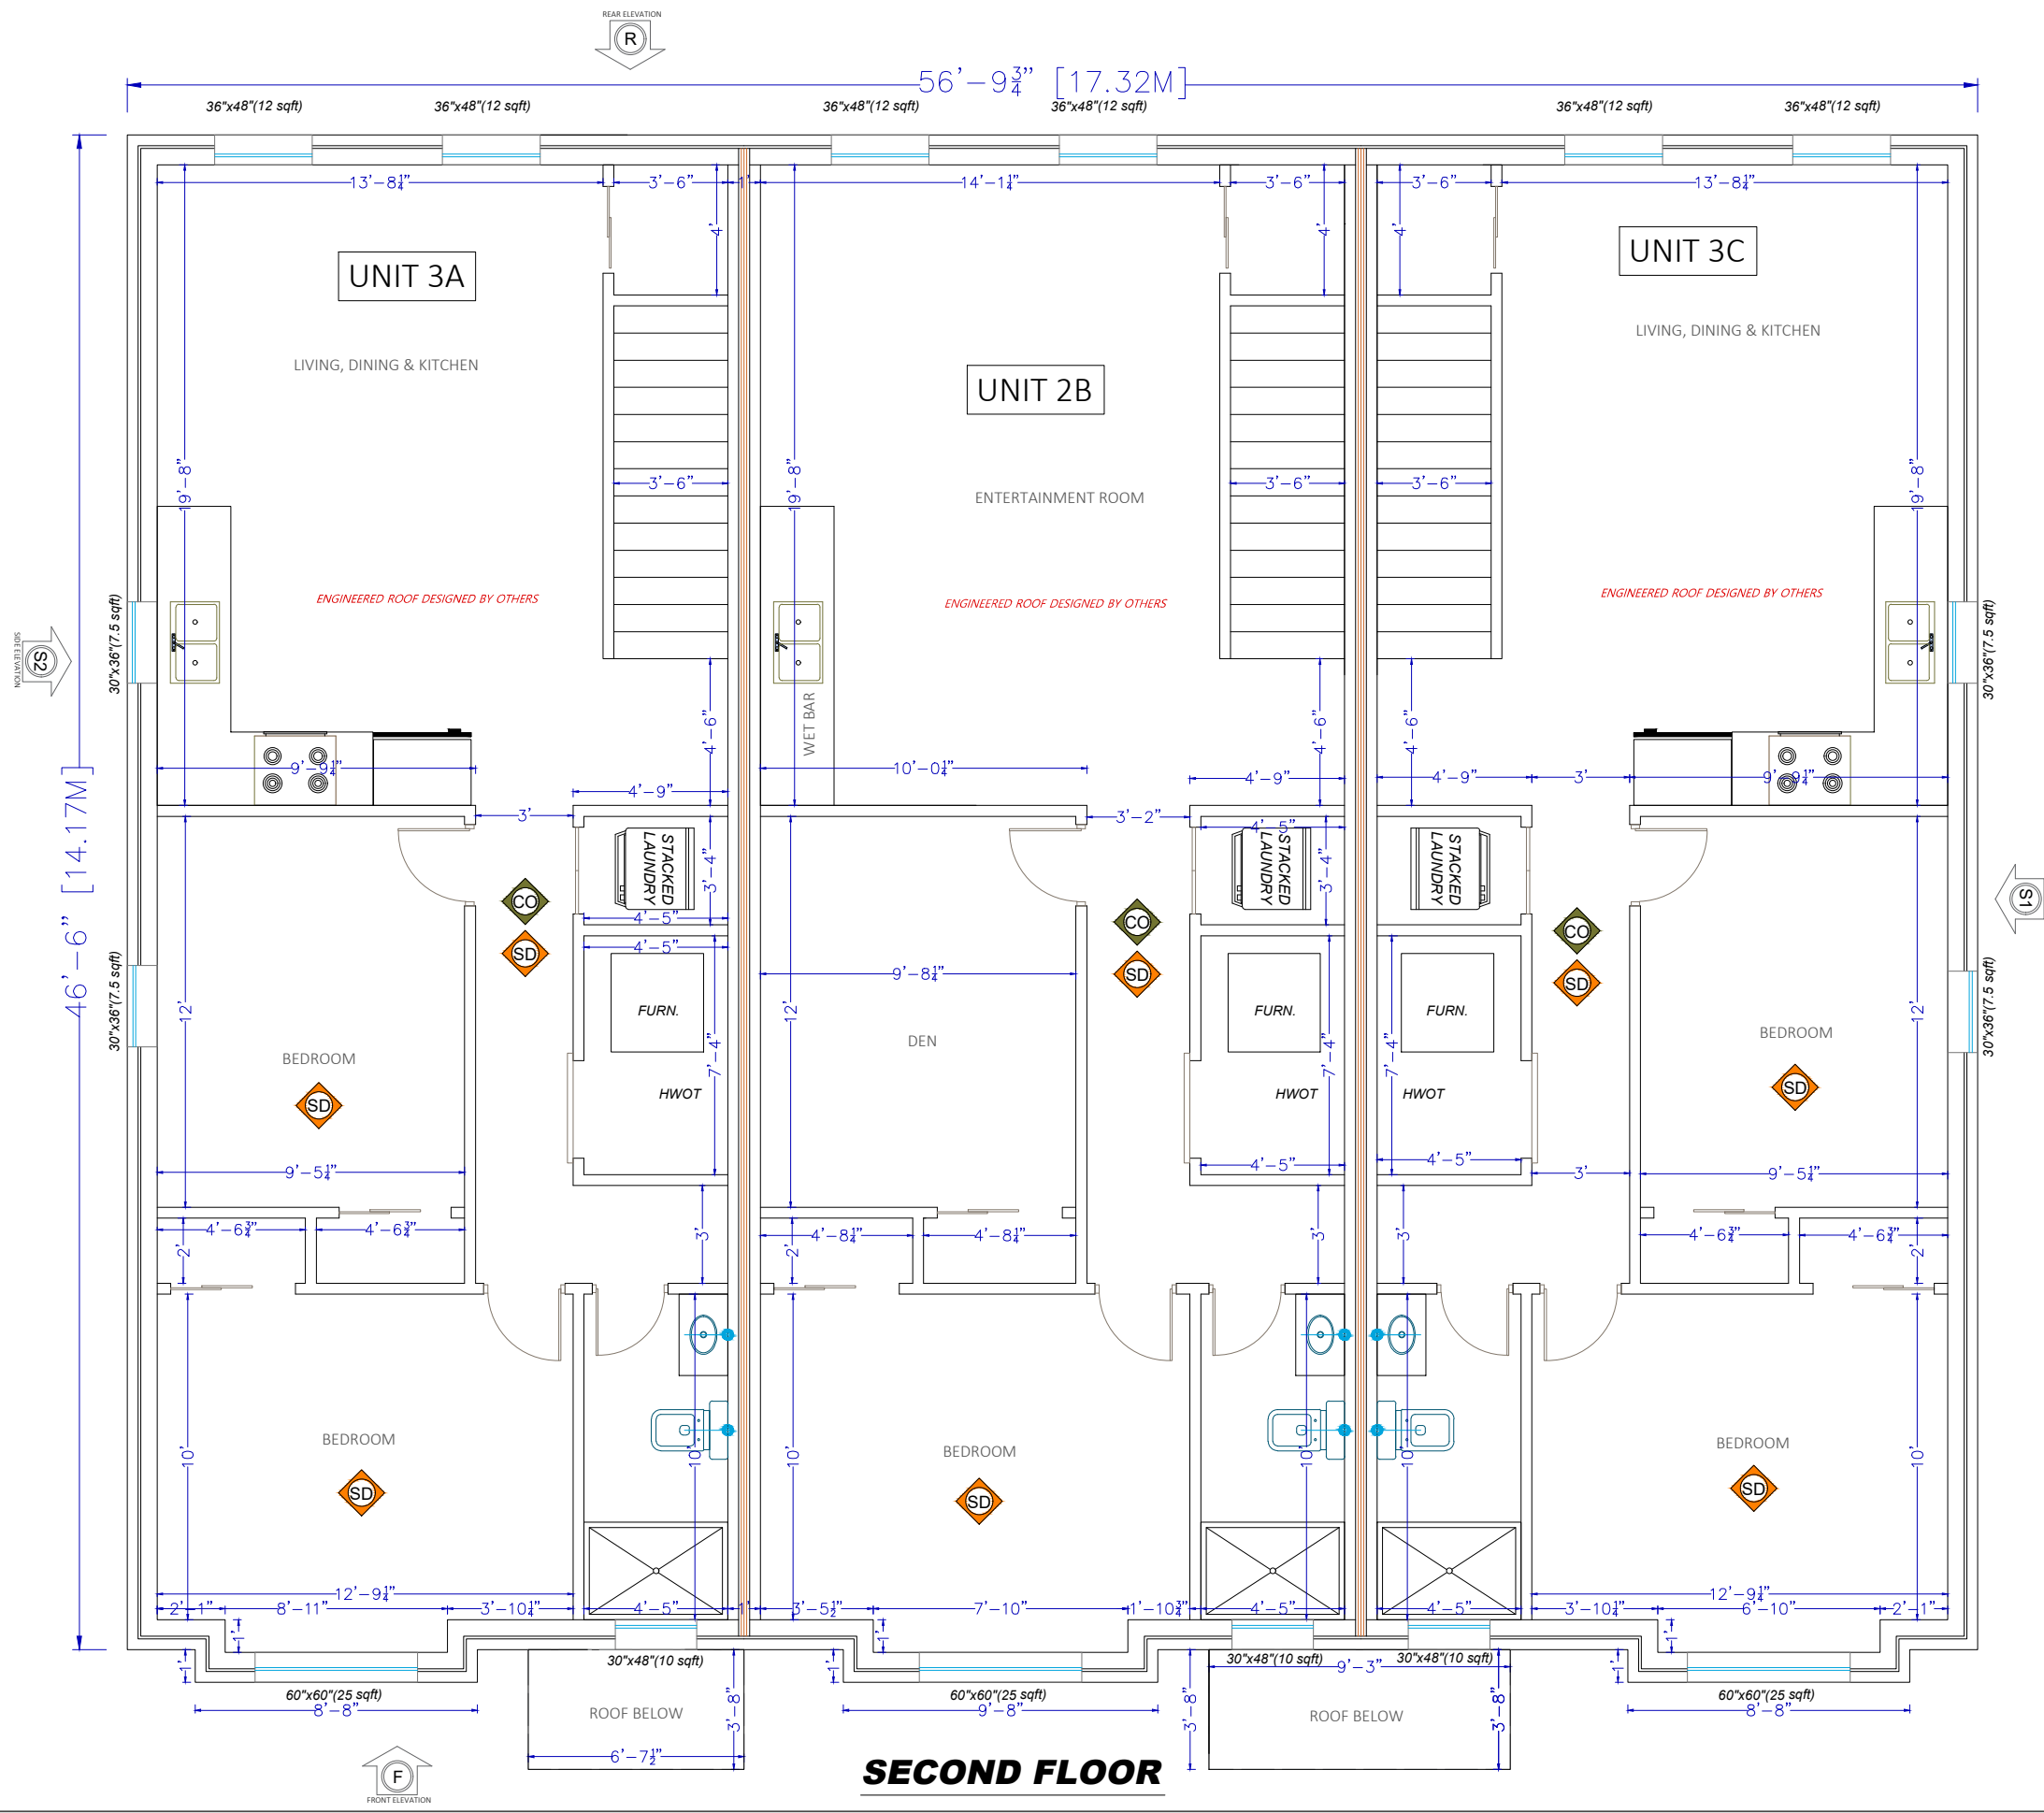 REAR ELEVATION
R
56'-9¾" [17.32M]
36"x48"(12 sqft)
36"x48"(12 sqft)
36"x48"(12 sqft)
36"x48"(12 sqft)
36"x48"(12 sqft)
36"x48"(12 sqft)
13'-8¼"
3'-6"
1'
14'-1¼"
3'-6"
3'-6"
13'-8¼"
4'
4'
4'
UNIT 3A
UNIT 3C
LIVING, DINING & KITCHEN
LIVING, DINING & KITCHEN
UNIT 2B
19'-8"
3'-6"
19'-8"
ENTERTAINMENT ROOM
3'-6"
3'-6"
19'-8"
ENGINEERED ROOF DESIGNED BY OTHERS
ENGINEERED ROOF DESIGNED BY OTHERS
ENGINEERED ROOF DESIGNED BY OTHERS
SIDE ELEVATION
S2
30"x36"(7.5 sqft)
30"x36"(7.5 sqft)
WET BAR
4'-6"
4'-6"
4'-6"
9'-9¼"
4'-9"
10'-0¼"
4'-9"
4'-9"
3'
9'-9¼"
46'-6" [14.17M]
3'
3'-2"
4'-5"
STACKED
LAUNDRY
STACKED
LAUNDRY
STACKED
LAUNDRY
3'-4"
3'-4"
CO
CO
CO
S1
4'-5"
4'-5"
SD
SD
SD
9'-8¼"
30"x36"(7.5 sqft)
30"x36"(7.5 sqft)
12'
12'
12'
FURN.
FURN.
FURN.
BEDROOM
DEN
BEDROOM
7'-4"
7'-4"
7'-4"
SD
SD
HWOT
HWOT
HWOT
9'-5¼"
4'-5"
4'-5"
3'
9'-5¼"
4'-6¾"
4'-6¾"
4'-8¼"
4'-8¼"
4'-6¾"
4'-6¾"
2'
3'
2'
3'
3'
2'
10'
10'
10'
10'
10'
10'
BEDROOM
BEDROOM
BEDROOM
SD
SD
SD
12'-9¼"
12'-9¼"
2'-1"
8'-11"
3'-10¼"
4'-5"
1'
3'-5½"
7'-10"
1'-10¾"
4'-5"
4'-5"
3'-10¼"
6'-10"
2'-1"
1'
1'
1'
30"x48"(10 sqft)
30"x48"(10 sqft)
30"x48"(10 sqft)
9'-3"
1'
1'
1'
60"x60"(25 sqft)
60"x60"(25 sqft)
60"x60"(25 sqft)
8'-8"
9'-8"
8'-8"
ROOF BELOW
ROOF BELOW
3'-8"
3'-8"
3'-8"
6'-7½"
F
FRONT ELEVATION
SECOND FLOOR